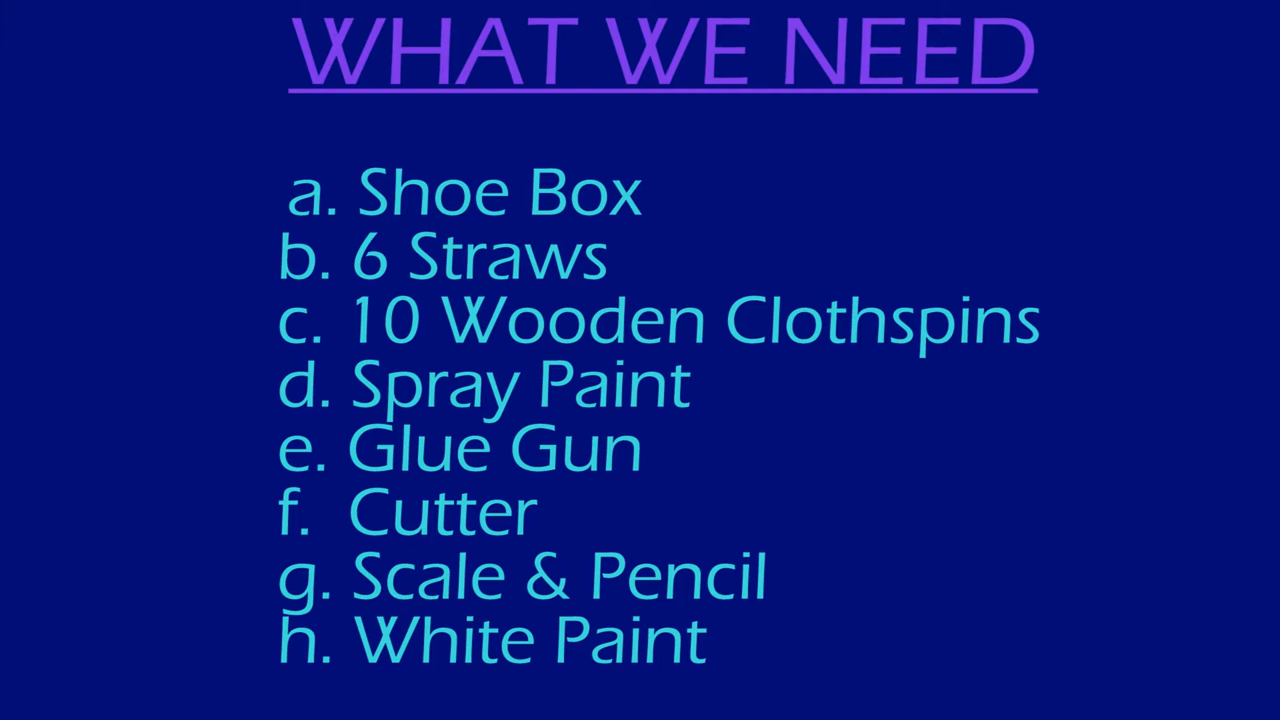 WHAT WE NEED
a. Shoe Box
b. 6 Straws
c. 10 Wooden Clothspins
d. Spray Paint
e. Glue Gun
f. Cutter
g. Scale & Pencil
h. White Paint